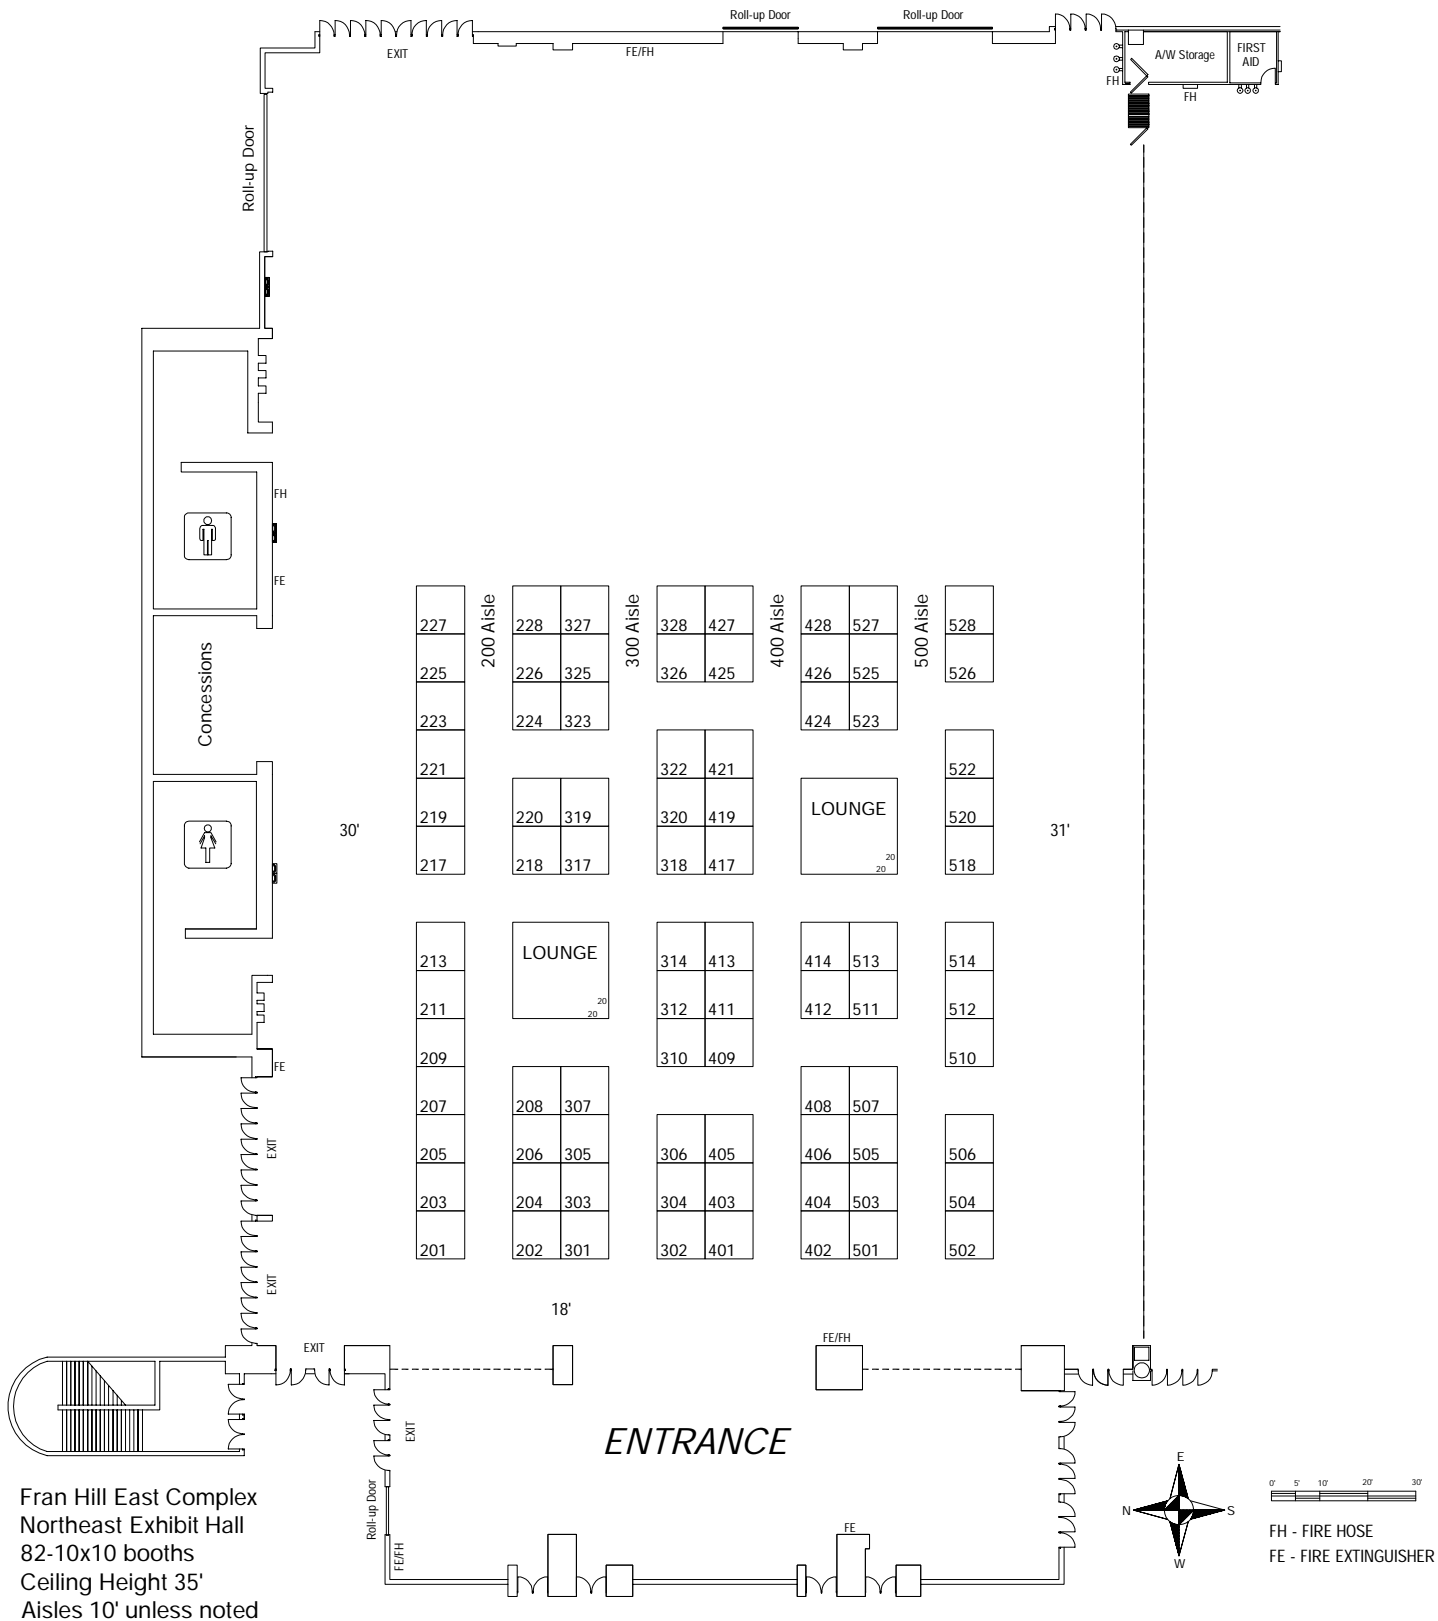 Roll-up Door
Roll-up Door
EXIT
FE/FH
FH
A/W Storage
FIRST
AID
FH
Roll-up Door
FH
FE
Concessions
227
200 Aisle
228 327
300 Aisle
328 427
400 Aisle
428 527
500 Aisle
528
225
226 325
326 425
426 525
526
223
224 323
424 523
221
322 421
522
219
220 319
320 419
LOUNGE
520
30'
31'
217
218 317
318 417
20
20
518
213
LOUNGE
314 413
414 513
514
211
20
20
312 411
412 511
512
209
310 409
510
FE
207
208 307
408 507
EXIT
205
206 305
306 405
406 505
506
203
204 303
304 403
404 503
504
201
202 301
302 401
402 501
502
EXIT
18'
EXIT
FE/FH
EXIT
ENTRANCE
Roll-up Door
FE/FH
FE
E
N
S
W
0' 5' 10' 20' 30'
FH - FIRE HOSE
FE - FIRE EXTINGUISHER
Fran Hill East Complex
Northeast Exhibit Hall
82-10x10 booths
Ceiling Height 35'
Aisles 10' unless noted